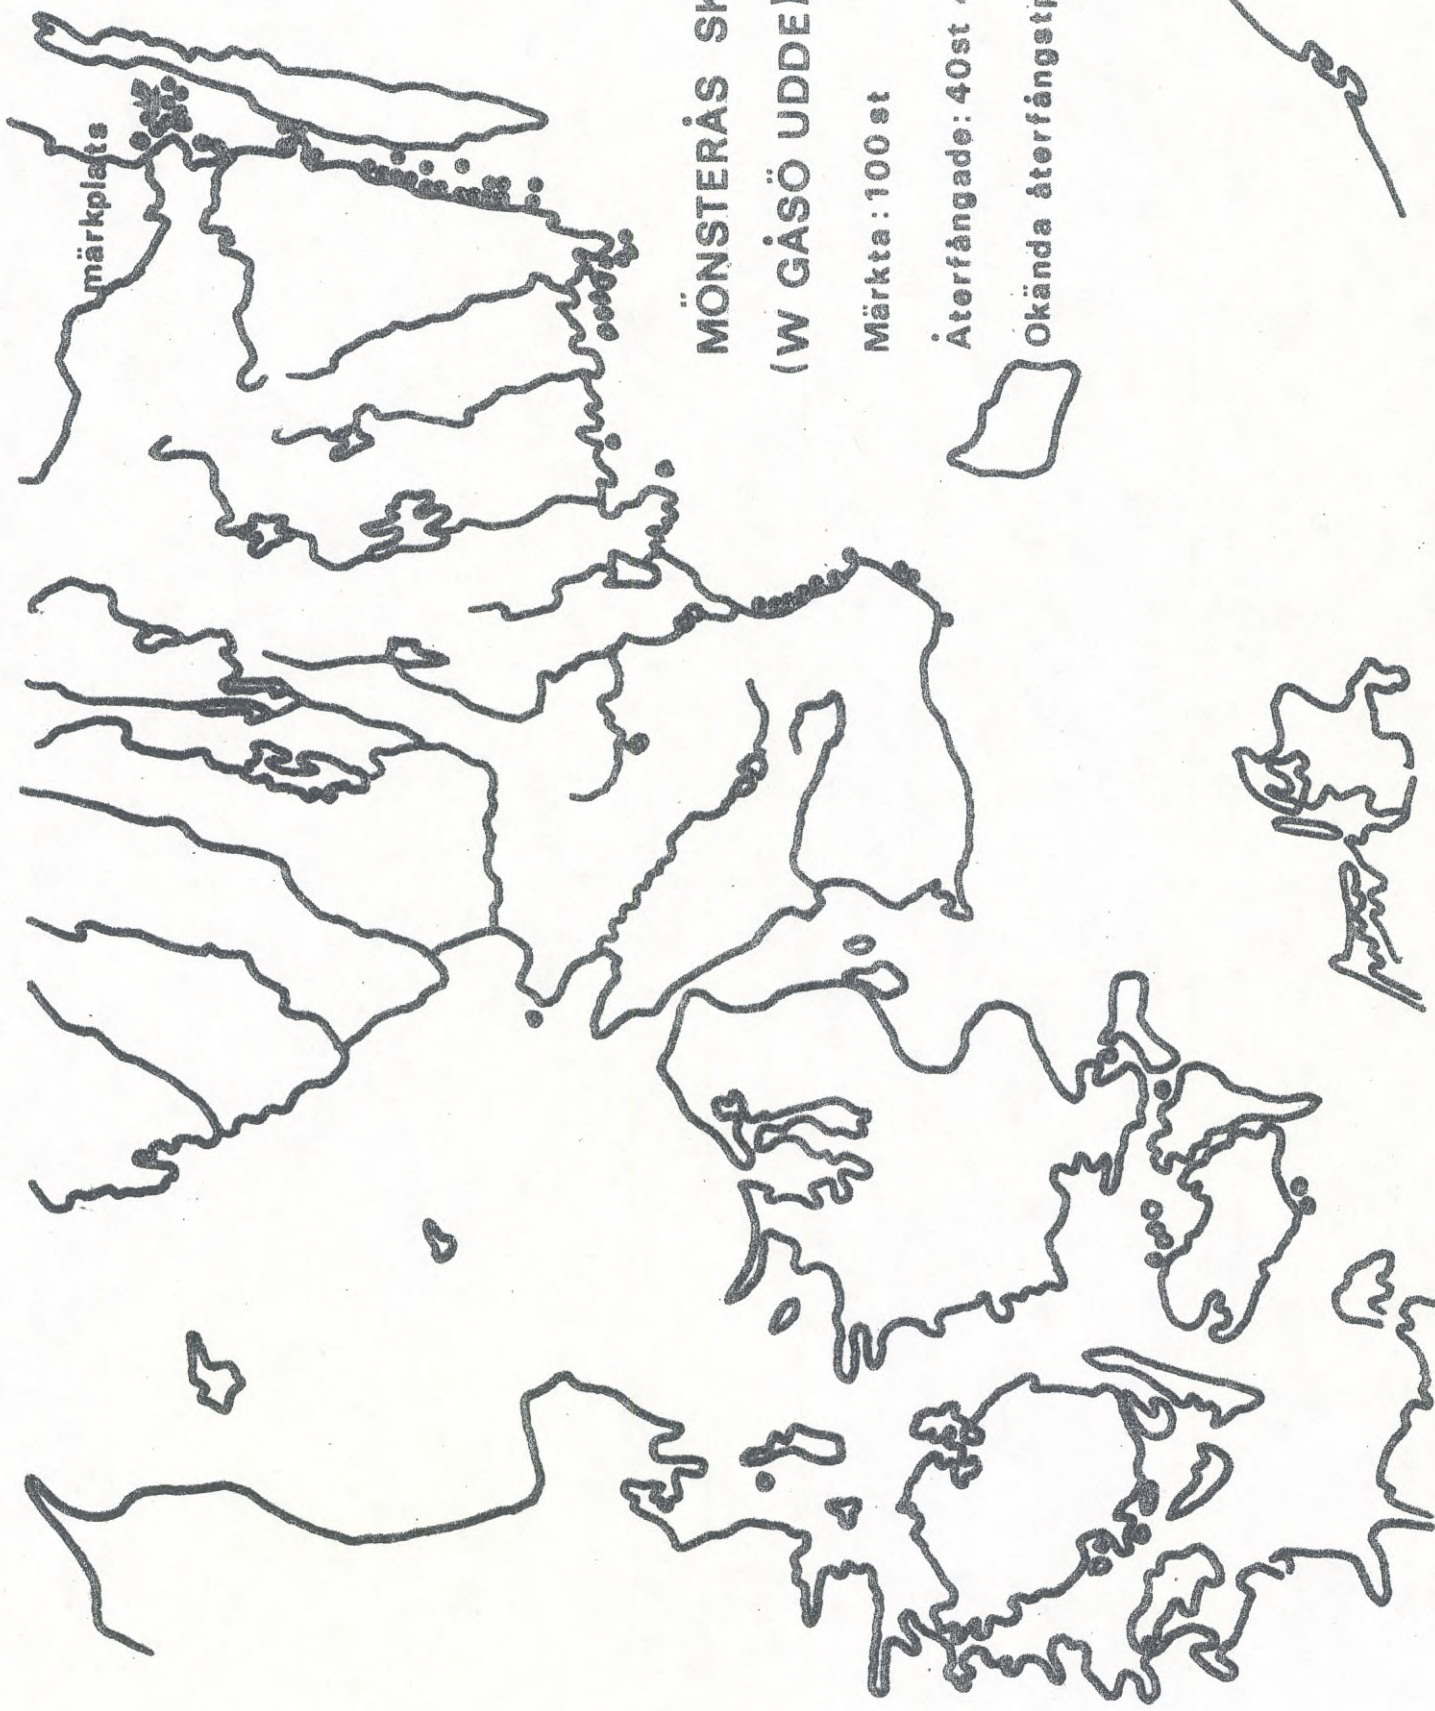 märkplats
MÖNSTERÅS
(W GÅSÖ UDDE)
Märkta: 100 st
Återfångade: 40st
Okända